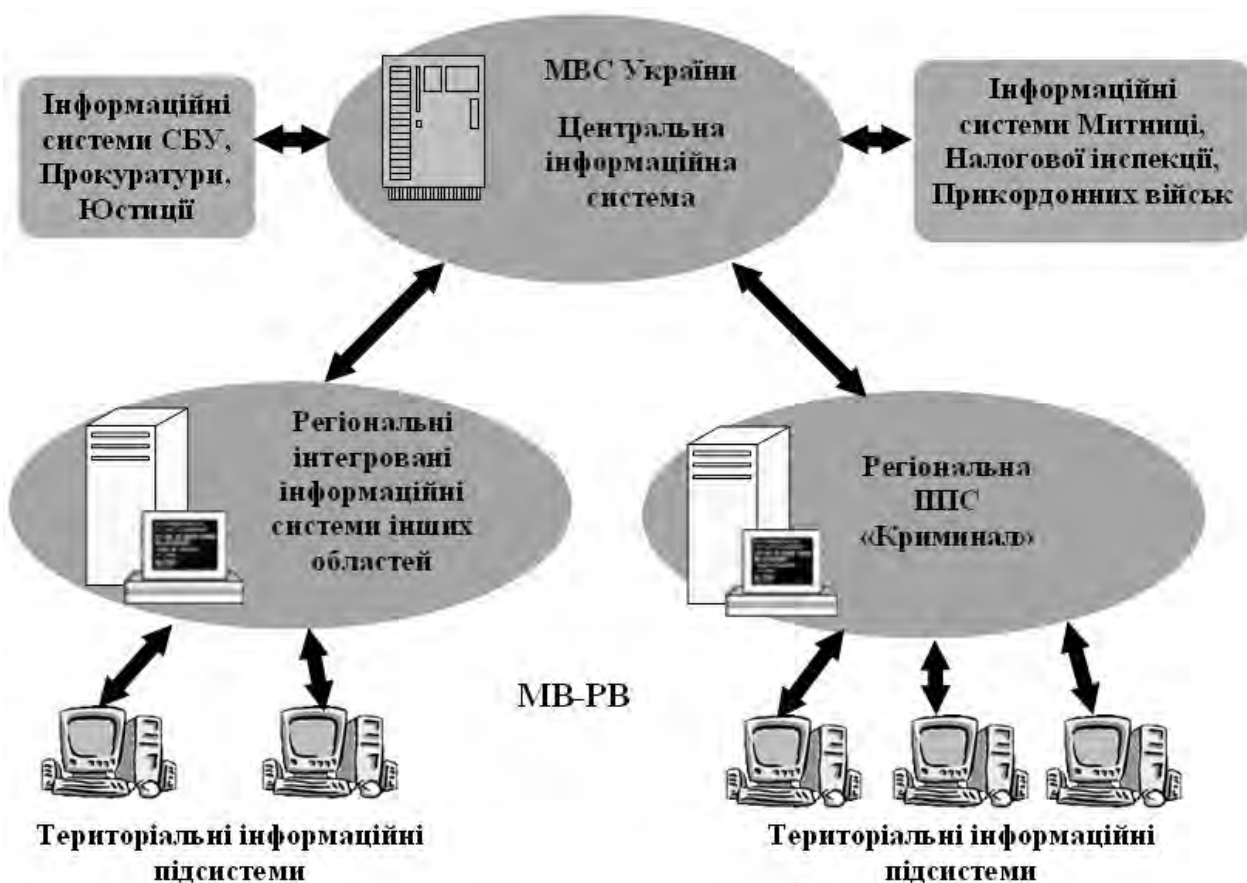 МВС України
Центральна
інформаційна
система
Інформаційні
системи СБУ,
Прокуратури,
Юстиції
Інформаційні
системи Митниці,
Налогової інспекції,
Прикордонних військ
Регіональні
інтегровані
інформаційні
системи інших
областей
Регіональна
ІПС
«Криминал»
МВ-РВ
Територіальні інформаційні
підсистеми
Територіальні інформаційні
підсистеми